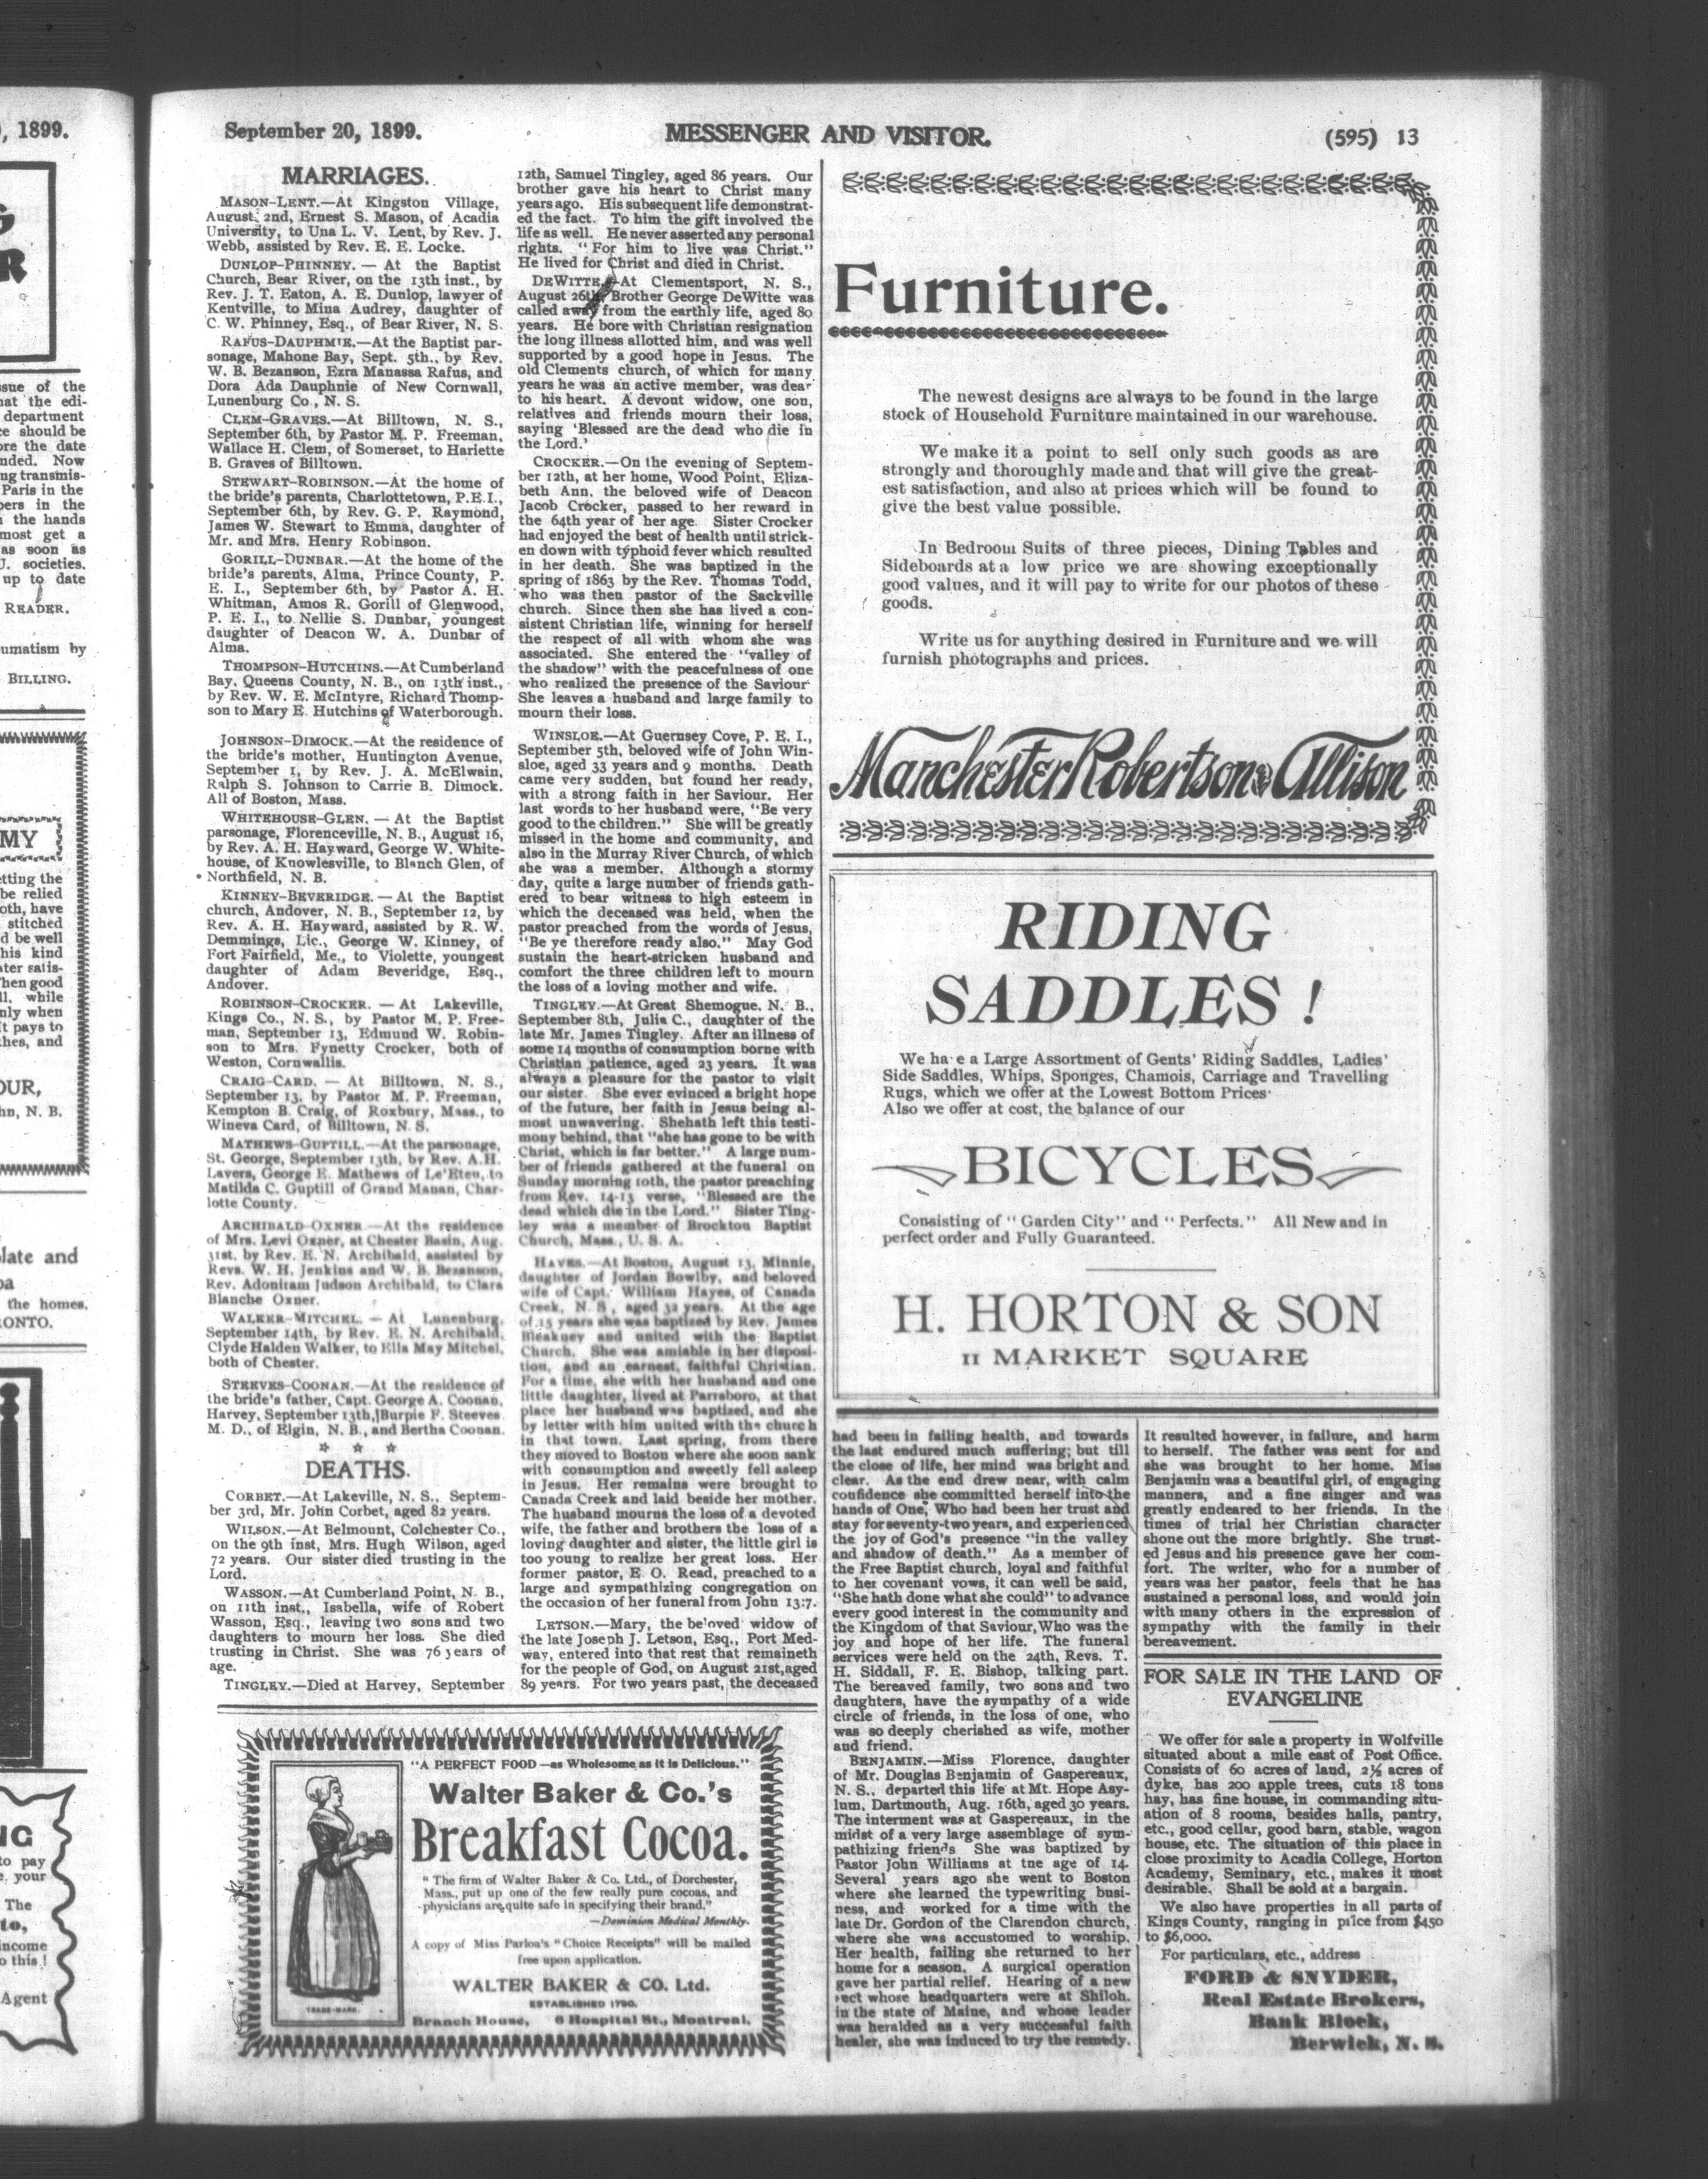 September 20, 1899.
MESSENGER AND VISITOR.
(595) 13
MARRIAGES.
MASON-LENT.—At Kingston Village,
August 2nd, Ernest S. Mason, of Acadia
University, to Una L. V. Lent, by Rev. J.
Webb, assisted by Rev. E. E. Locke.
DUNLOP-PHINNEY. — At the Baptist
Church, Bear River, on the 13th inst., by
Rev. J. T. Eaton, A. E. Dunlop, lawyer of
Kentville, to Mina Audrey, daughter of
C. W. Phinney, Esq., of Bear River, N. S.
RAFUS-DAUPHMIE.—At the Baptist par-
sonage, Mahone Bay, Sept. 5th., by Rev.
W. B. Bezanson, Ezra Manassa Rafus, and
Dora Ada Dauphnie of New Cornwall,
Lunenburg Co., N. S.
CLEM-GRAVES.—At Billtown, N. S.,
September 6th, by Pastor M. P. Freeman,
Wallace H. Clem, of Somerset, to Harlette
B. Graves of Billtown.
STEWART-ROBINSON.—At the home of
the bride's parents, Charlottetown, P.E.I.,
September 6th, by Rev. G. P. Raymond,
James W. Stewart to Emma, daughter of
Mr. and Mrs. Henry Robinson.
GORILL-DUNBAR.—At the home of the
bride's parents, Alma, Prince County, P.
E. I., September 6th, by Pastor A. H.
Whitman, Amos R. Gorill of Glenwood,
P. E. I., to Nellie S. Dunbar, youngest
daughter of Deacon W. A. Dunbar of
Alma.
THOMPSON-HUTCHINS.—At Cumberland
Bay, Queens County, N. B., on 13th inst.,
by Rev. W. E. McIntyre, Richard Thomp-
son to Mary E. Hutchins of Waterborough.
JOHNSON-DIMOCK.—At the residence of
the bride's mother, Huntington Avenue,
September 1, by Rev. J. A. McElwain,
Ralph S. Johnson to Carrie B. Dimock.
All of Boston, Mass.
WHITEHOUSE-GLEN. — At the Baptist
parsonage, Florenceville, N. B., August 16,
by Rev. A. H. Hayward, George W. White-
house, of Knowlesville, to Blanch Glen, of
Northfield, N. B.
KINNEY-BEVERIDGE. — At the Baptist
church, Andover, N. B., September 12, by
Rev. A. H. Hayward, assisted by R. W.
Demmings, Lic., George W. Kinney, of
Fort Fairfield, Me., to Violette, youngest
daughter of Adam Beveridge, Esq.,
Andover.
ROBINSON-CROCKER. — At Lakeville,
Kings Co., N. S., by Pastor M. P. Free-
man, September 13, Edmund W. Robin-
son to Mrs. Fynetty Crocker, both of
Weston, Cornwallis.
CRAIG-CARD. — At Billtown, N. S.,
September 13, by Pastor M. P. Freeman,
Kempton B. Craig, of Roxbury, Mass., to
Wineva Card, of Billtown, N. S.
MATHEWS-GUPTILL.—At the parsonage,
St. George, September 13th, by Rev. A.H.
Lavers, George E. Mathews of Le'Eteu, to
Matilda C. Guptill of Grand Manan, Char-
lotte County.
ARCHIBALD-OXNER.—At the residence
of Mrs. Levi Oxner, at Chester Basin, Aug.
31st, by Rev. E. N. Archibald, assisted by
Revs. W. H. Jenkins and W. B. Bezanson,
Rev. Adoniram Judson Archibald, to Clara
Blanche Oxner.
WALKER-MITCHEL. — At Lunenburg,
September 14th, by Rev. E. N. Archibald,
Clyde Halden Walker, to Ella May Mitchel,
both of Chester.
STEEVES-COONAN.—At the residence of
the bride's father, Capt. George A. Coonan,
Harvey, September 13th, Burpie F. Steeves
M. D., of Elgin, N. B., and Bertha Coonan.
DEATHS.
CORBET.—At Lakeville, N. S., Septem-
ber 3rd, Mr. John Corbet, aged 82 years.
WILSON.—At Belmount, Colchester Co.,
on the 9th inst, Mrs. Hugh Wilson, aged
72 years. Our sister died trusting in the
Lord.
WASSON.—At Cumberland Point, N. B.,
on 11th inst., Isabella, wife of Robert
Wasson, Esq., leaving two sons and two
daughters to mourn her loss. She died
trusting in Christ. She was 76 years of
age.
TINGLEY.—Died at Harvey, September
12th, Samuel Tingley, aged 86 years. Our
brother gave his heart to Christ many
years ago. His subsequent life demonstrat-
ed the fact. To him the gift involved the
life as well. He never asserted any personal
rights. "For him to live was Christ."
He lived for Christ and died in Christ.
DEWITTE.—At Clementsport, N. S.,
August 26th, Brother George DeWitte was
called away from the earthly life, aged 80
years. He bore with Christian resignation
the long illness allotted him, and was well
supported by a good hope in Jesus. The
old Clements church, of which for many
years he was an active member, was dear
to his heart. A devout widow, one son,
relatives and friends mourn their loss,
saying 'Blessed are the dead who die in
the Lord.'
CROCKER.—On the evening of Septem-
ber 12th, at her home, Wood Point, Eliza-
beth Ann, the beloved wife of Deacon
Jacob Crocker, passed to her reward in
the 64th year of her age. Sister Crocker
had enjoyed the best of health until strick-
en down with typhoid fever which resulted
in her death. She was baptized in the
spring of 1863 by the Rev. Thomas Todd,
who was then pastor of the Sackville
church. Since then she has lived a con-
sistent Christian life, winning for herself
the respect of all with whom she was
associated. She entered the "valley of
the shadow" with the peacefulness of one
who realized the presence of the Saviour
She leaves a husband and large family to
mourn their loss.
WINSLOE.—At Guernsey Cove, P. E. I.,
September 5th, beloved wife of John Win-
sloe, aged 33 years and 9 months. Death
came very sudden, but found her ready,
with a strong faith in her Saviour. Her
last words to her husband were, "Be very
good to the children." She will be greatly
missed in the home and community, and
also in the Murray River Church, of which
she was a member. Although a stormy
day, quite a large number of friends gath-
ered to bear witness to high esteem in
which the deceased was held, when the
pastor preached from the words of Jesus,
"Be ye therefore ready also." May God
sustain the heart-stricken husband and
comfort the three children left to mourn
the loss of a loving mother and wife.
TINGLEY.—At Great Shemogue, N. B.,
September 8th, Julia C., daughter of the
late Mr. James Tingley. After an illness of
some 14 months of consumption borne with
Christian patience, aged 23 years. It was
always a pleasure for the pastor to visit
our sister. She ever evinced a bright hope
of the future, her faith in Jesus being al-
most unwavering. Shehath left this testi-
mony behind, that "she has gone to be with
Christ, which is far better." A large num-
ber of friends gathered at the funeral on
Sunday morning 10th, the pastor preaching
from Rev. 14-13 verse, "Blessed are the
dead which die in the Lord." Sister Ting-
ley was a member of Brockton Baptist
Church, Mass., U. S. A.
HAYES.—At Boston, August 13, Minnie,
daughter of Jordan Bowlby, and beloved
wife of Capt. William Hayes, of Canada
Creek, N. S., aged 32 years. At the age
of 15 years she was baptized by Rev. James
Bleakney and united with the Baptist
Church. She was amiable in her disposi-
tion, and an earnest, faithful Christian.
For a time, she with her husband and one
little daughter, lived at Parrsboro, at that
place her husband was baptized, and she
by letter with him united with the church
in that town. Last spring, from there
they moved to Boston where she soon sank
with consumption and sweetly fell asleep
in Jesus. Her remains were brought to
Canada Creek and laid beside her mother.
The husband mourns the loss of a devoted
wife, the father and brothers the loss of a
loving daughter and sister, the little girl is
too young to realize her great loss. Her
former pastor, E. O. Read, preached to a
large and sympathizing congregation on
the occasion of her funeral from John 13:7.
LETSON.—Mary, the beloved widow of
the late Joseph J. Letson, Esq., Port Med-
way, entered into that rest that remaineth
for the people of God, on August 21st, aged
89 years. For two years past, the deceased
"A PERFECT FOOD—as Wholesome as it is Delicious."
Walter Baker & Co.'s
Breakfast Cocoa.
"The firm of Walter Baker & Co. Ltd., of Dorchester,
Mass., put up one of the few really pure cocoas, and
physicians are quite safe in specifying their brand."
—Dominion Medical Monthly.
A copy of Miss Parloa's "Choice Receipts" will be mailed
free upon application.
WALTER BAKER & CO. Ltd.
ESTABLISHED 1780.
Branch House, 6 Hospital St., Montreal.
TRADE-MARK.
Furniture.
The newest designs are always to be found in the large
stock of Household Furniture maintained in our warehouse.
We make it a point to sell only such goods as are
strongly and thoroughly made and that will give the great-
est satisfaction, and also at prices which will be found to
give the best value possible.
In Bedroom Suits of three pieces, Dining Tables and
Sideboards at a low price we are showing exceptionally
good values, and it will pay to write for our photos of these
goods.
Write us for anything desired in Furniture and we will
furnish photographs and prices.
Manchester Robertson & Allison
RIDING
SADDLES !
We ha e a Large Assortment of Gents' Riding Saddles, Ladies'
Side Saddles, Whips, Sponges, Chamois, Carriage and Travelling
Rugs, which we offer at the Lowest Bottom Prices
Also we offer at cost, the balance of our
BICYCLES
Consisting of "Garden City" and "Perfects." All New and in
perfect order and Fully Guaranteed.
H. HORTON & SON
11 MARKET SQUARE
had been in failing health, and towards
the last endured much suffering; but till
the close of life, her mind was bright and
clear. As the end drew near, with calm
confidence she committed herself into the
hands of One, Who had been her trust and
stay for seventy-two years, and experienced
the joy of God's presence "in the valley
and shadow of death." As a member of
the Free Baptist church, loyal and faithful
to her covenant vows, it can well be said,
"She hath done what she could" to advance
every good interest in the community and
the Kingdom of that Saviour, Who was the
joy and hope of her life. The funeral
services were held on the 24th, Revs. T.
H. Siddall, F. E. Bishop, talking part.
The bereaved family, two sons and two
daughters, have the sympathy of a wide
circle of friends, in the loss of one, who
was so deeply cherished as wife, mother
and friend.
BENJAMIN.—Miss Florence, daughter
of Mr. Douglas Benjamin of Gaspereaux,
N. S., departed this life at Mt. Hope Asy-
lum, Dartmouth, Aug. 16th, aged 30 years.
The interment was at Gaspereaux, in the
midst of a very large assemblage of sym-
pathizing friends She was baptized by
Pastor John Williams at tne age of 14.
Several years ago she went to Boston
where she learned the typewriting busi-
ness, and worked for a time with the
late Dr. Gordon of the Clarendon church,
where she was accustomed to worship.
Her health, failing she returned to her
home for a season. A surgical operation
gave her partial relief. Hearing of a new
sect whose headquarters were at Shiloh,
in the state of Maine, and whose leader
was heralded as a very successful faith
healer, she was induced to try the remedy.
It resulted however, in failure, and harm
to herself. The father was sent for and
she was brought to her home. Miss
Benjamin was a beautiful girl, of engaging
manners, and a fine singer and was
greatly endeared to her friends. In the
times of trial her Christian character
shone out the more brightly. She trust-
ed Jesus and his presence gave her com-
fort. The writer, who for a number of
years was her pastor, feels that he has
sustained a personal loss, and would join
with many others in the expression of
sympathy with the family in their
bereavement.
FOR SALE IN THE LAND OF
EVANGELINE
We offer for sale a property in Wolfville
situated about a mile east of Post Office.
Consists of 60 acres of land, 2½ acres of
dyke, has 200 apple trees, cuts 18 tons
hay, has fine house, in commanding situ-
ation of 8 rooms, besides halls, pantry,
etc., good cellar, good barn, stable, wagon
house, etc. The situation of this place in
close proximity to Acadia College, Horton
Academy, Seminary, etc., makes it most
desirable. Shall be sold at a bargain.
We also have properties in all parts of
Kings County, ranging in price from $450
to $6,000.
For particulars, etc., address
FORD & SNYDER,
Real Estate Brokers,
Bank Block,
Berwick, N. S.